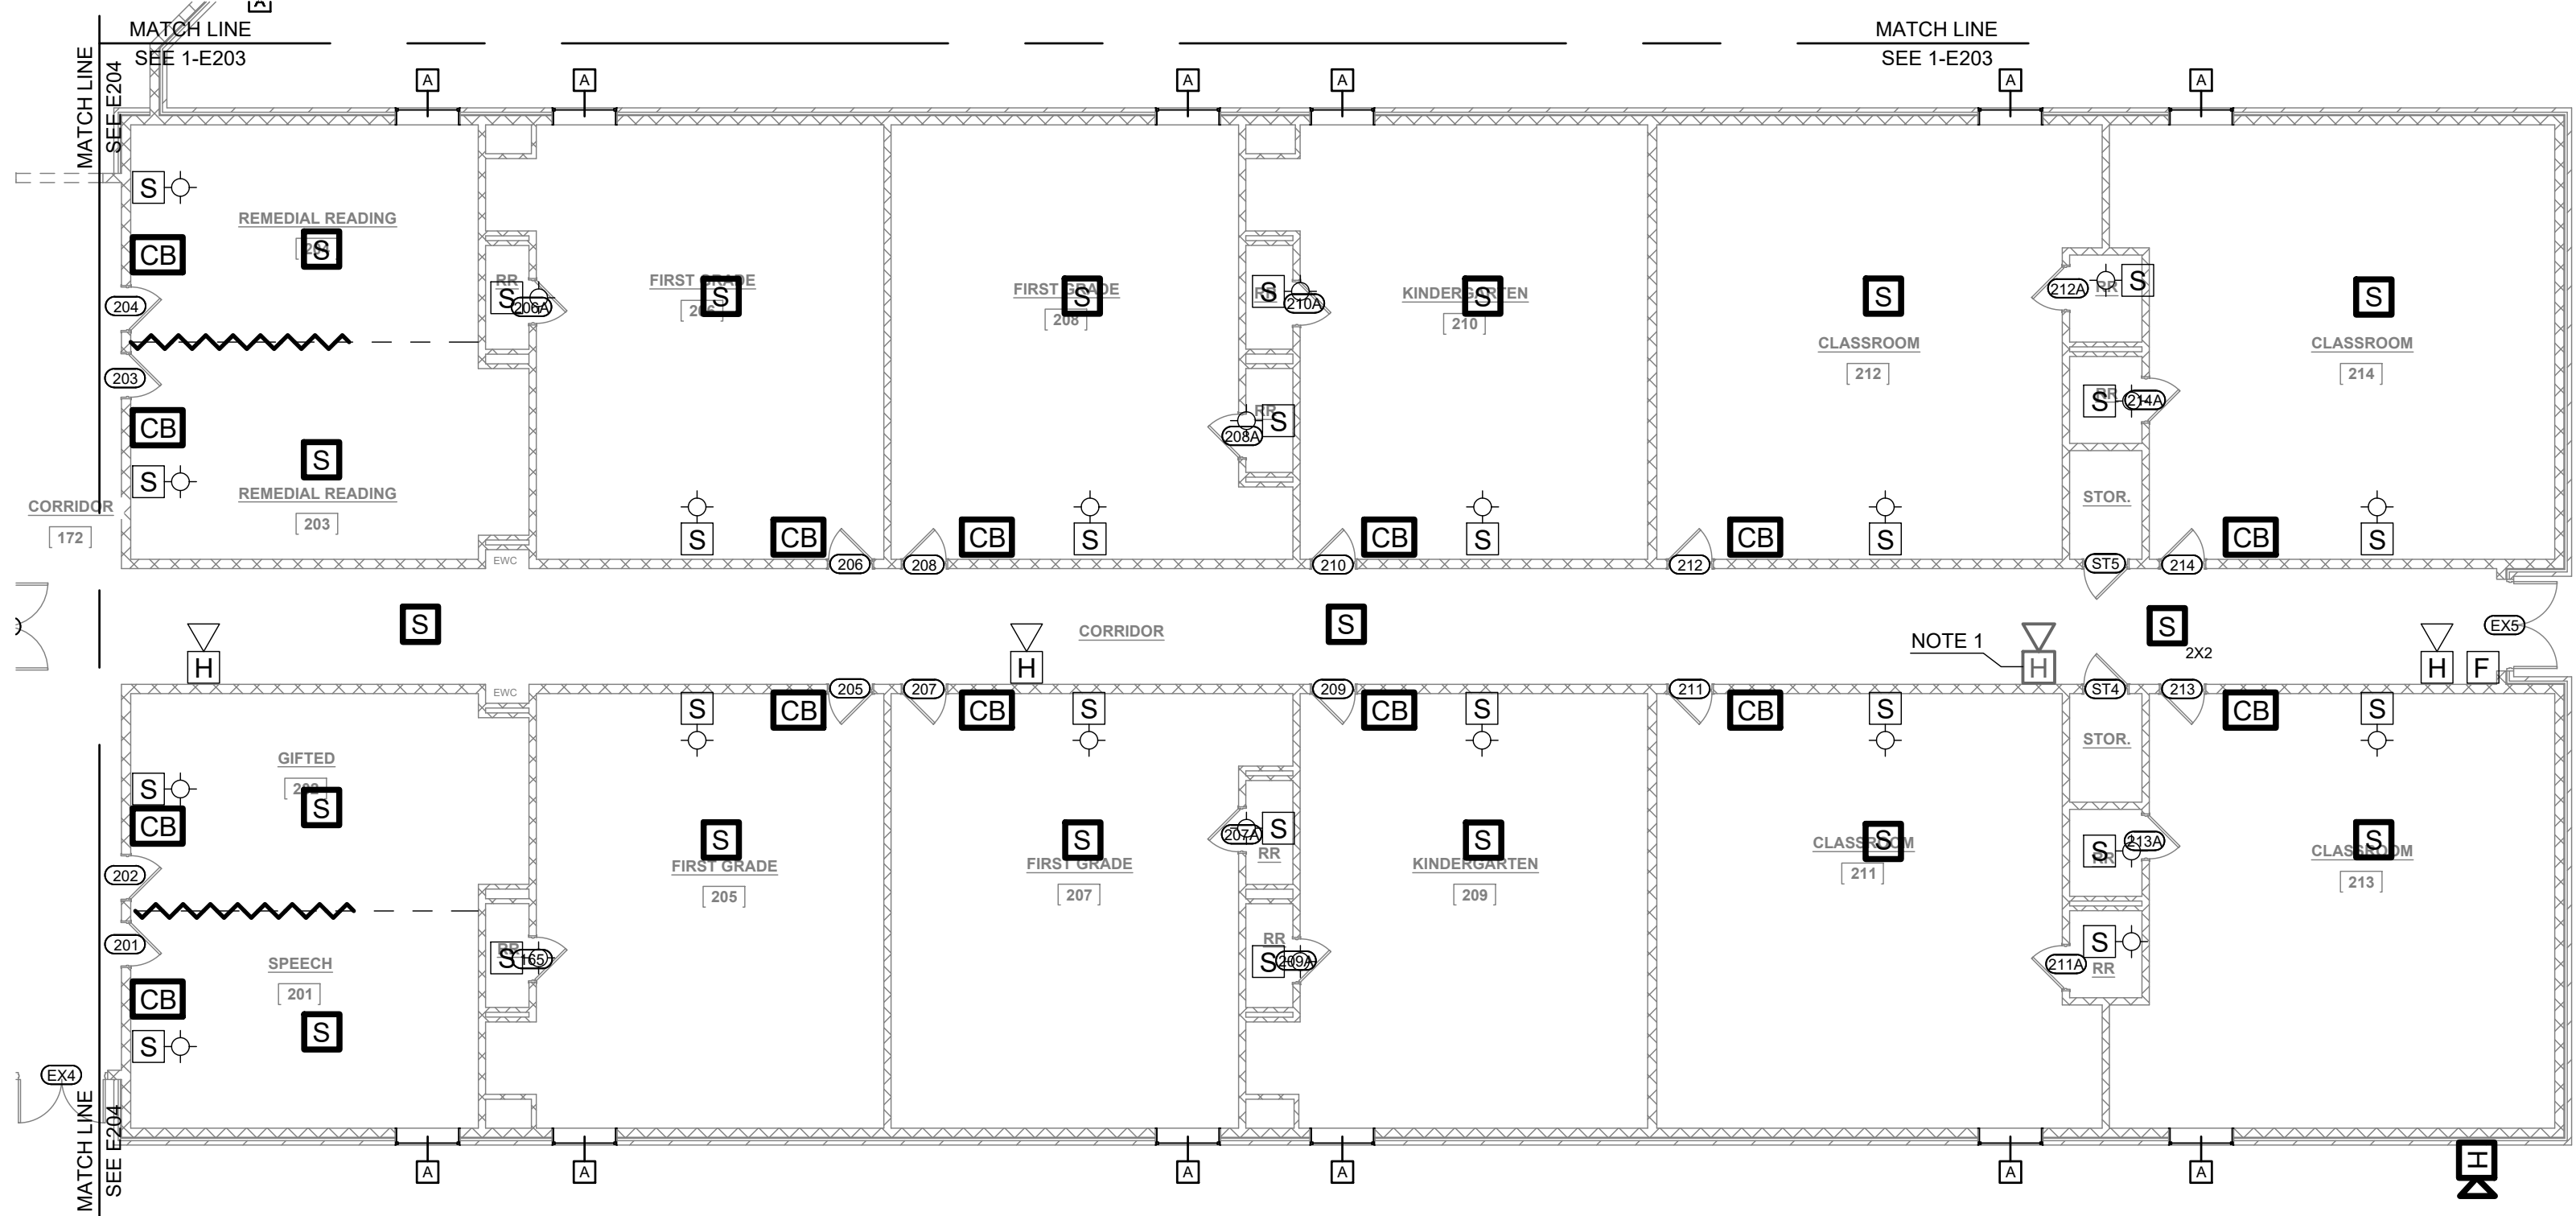 A
MATCH LINE
SEE 1-E203
MATCH LINE
SEE 1-E203
MATCH LINE
SEE E204
A
A
A
A
A
A
S
REMEDIAL READING
CB
S
204
203
CB
S
S
REMEDIAL READING
203
CORRIDOR
172
RR
S
206A
FIRST GRADE
S
S
CB
206
EWC
FIRST GRADE
S
208
208
CB
S
S
210A
RR
S
208A
KINDERGARTEN
S
210
210
CB
S
S
CLASSROOM
212
212
CB
S
212A
S
RR
RR
S
214A
STOR.
ST5
S
CLASSROOM
214
214
CB
S
S
H
H
CORRIDOR
S
NOTE 1
H
S
2X2
H
F
EX5
EWC
GIFTED
S
S
CB
202
201
SPEECH
201
CB
S
S
S
CB
205
S
FIRST GRADE
205
S
165
207
CB
S
S
FIRST GRADE
207
207A
S
RR
RR
S
209A
209
CB
S
S
KINDERGARTEN
209
211
CB
S
CLASSROOM
S
211
ST4
STOR.
S
RR
213A
S
211A
RR
213
CB
S
CLASSROOM
S
213
EX4
MATCH LINE
SEE E204
A
A
A
A
A
A
H